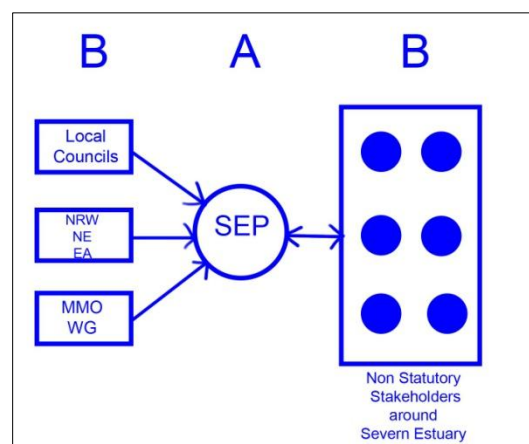 B A B
Local
Councils
NRW
NE
EA
MMO
WG
SEP
Non Statutory
Stakeholders
around
Severn Estuary